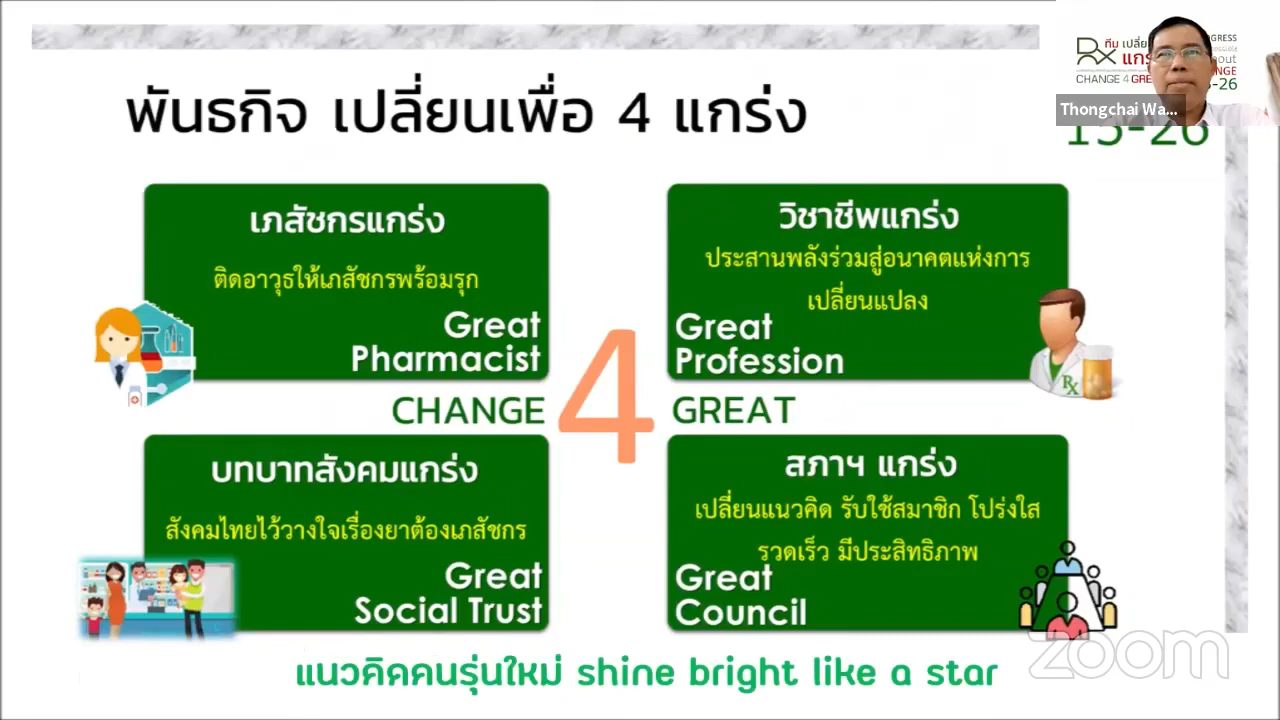 พันธกิจ เปลี่ยนเพื่อ 4 แกร่ง
ทีม เปลี่ย
CHANGE 4 GRE
Thongchai Wa...
15-26
เภสัชกรแกร่ง
ติดอาวุธให้เภสัชกรพร้อมรุก
Great
Pharmacist
วิชาชีพแกร่ง
ประสานพลังร่วมสู่อนาคตแห่งการ
เปลี่ยนแปลง
Great
Profession
CHANGE 4 GREAT
บทบาทสังคมแกร่ง
สังคมไทยไว้วางใจเรื่องยาต้องเภสัชกร
Great
Social Trust
สภาฯ แกร่ง
เปลี่ยนแนวคิด รับใช้สมาชิก โปร่งใส
รวดเร็ว มีประสิทธิภาพ
Great
Council
แนวคิดคนรุ่นใหม่ shine bright like a star
zoom